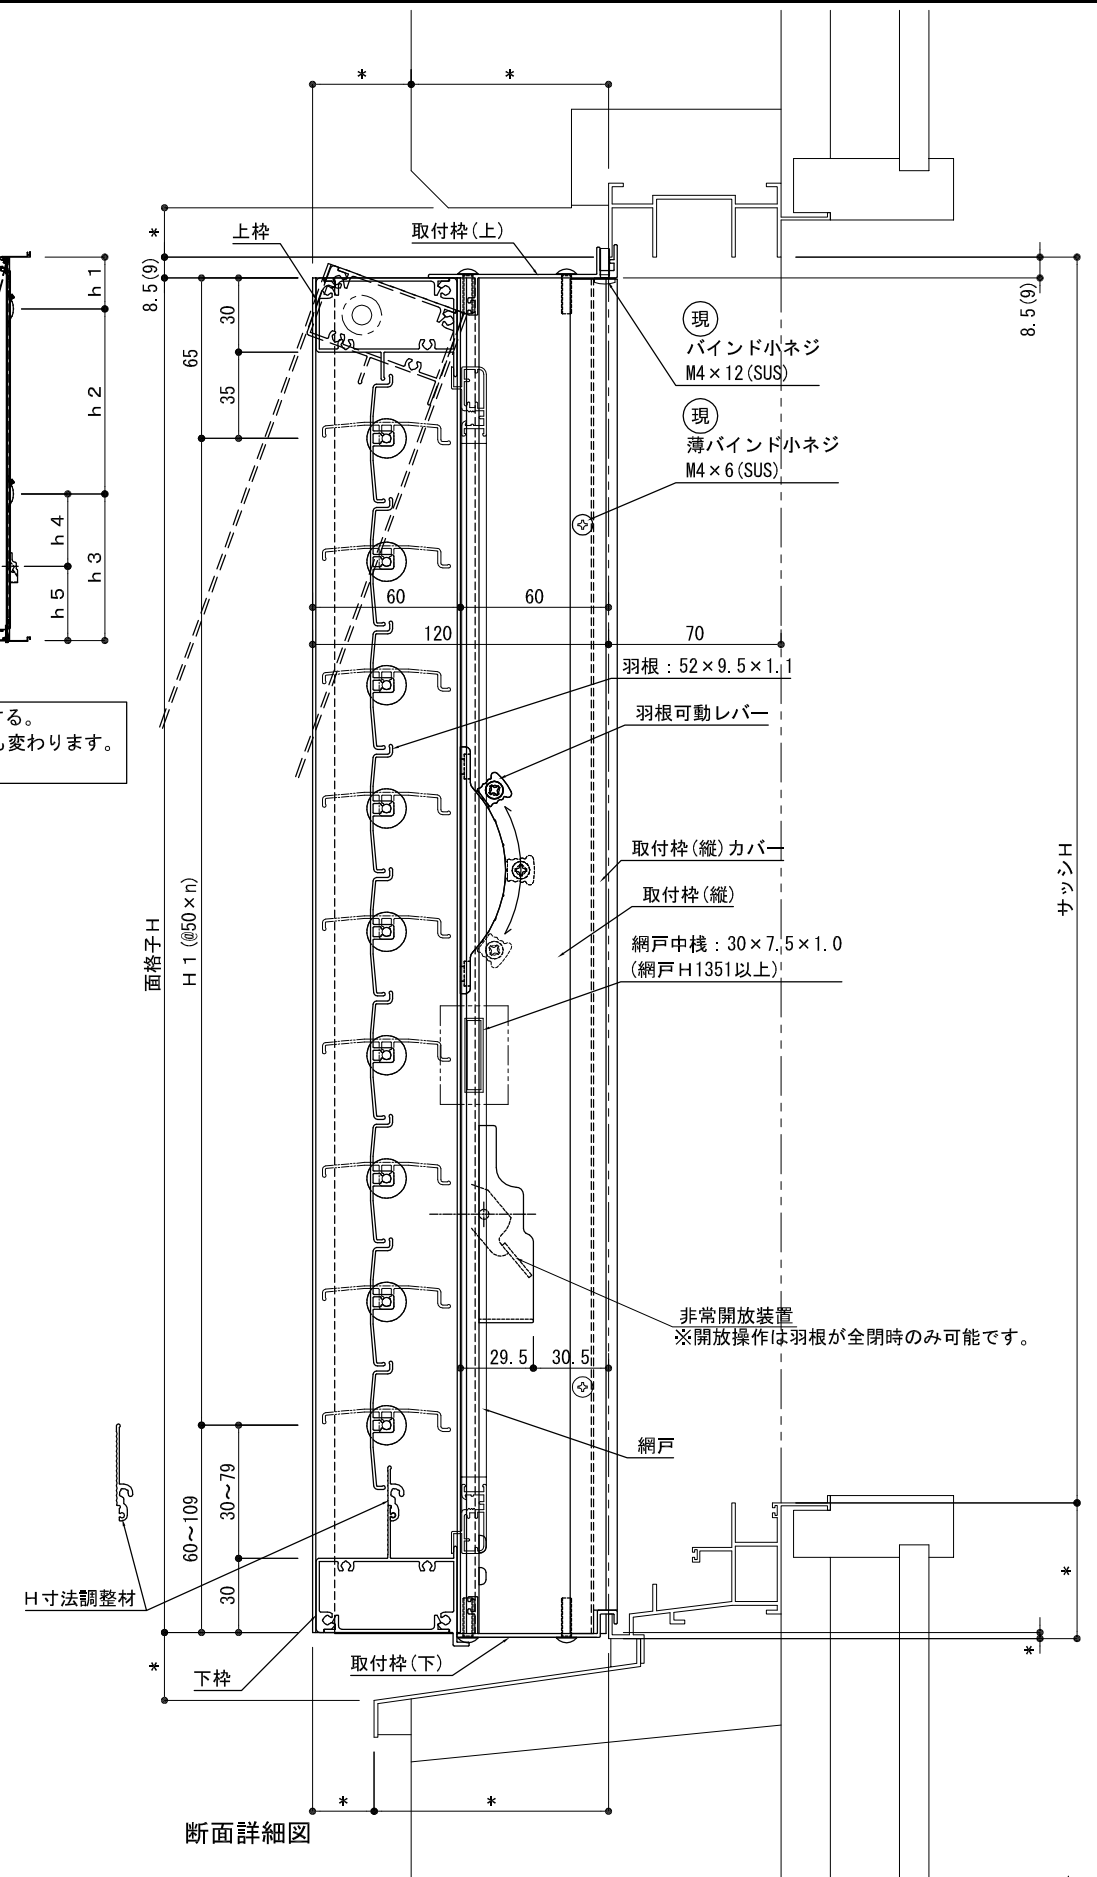 * *
*
上枠
取付枠(上)
8.5(9)
8.5(9)
h1
h2
h3
h4
h5
65
30
35
現
バインド小ネジ
M4×12(SUS)
現
薄バインド小ネジ
M4×6(SUS)
60 60
120 70
羽根：52×9.5×1.1
羽根可動レバー
する。
も変わります。
取付枠(縦)カバー
取付枠(縦)
網戸中桟：30×7.5×1.0
(網戸H1351以上)
面格子H
H1(@50×n)
サッシH
非常開放装置
※開放操作は羽根が全閉時のみ可能です。
29.5 30.5
網戸
60～109
30～79
30
H寸法調整材
*
*
*
下枠
取付枠(下)
* *
断面詳細図